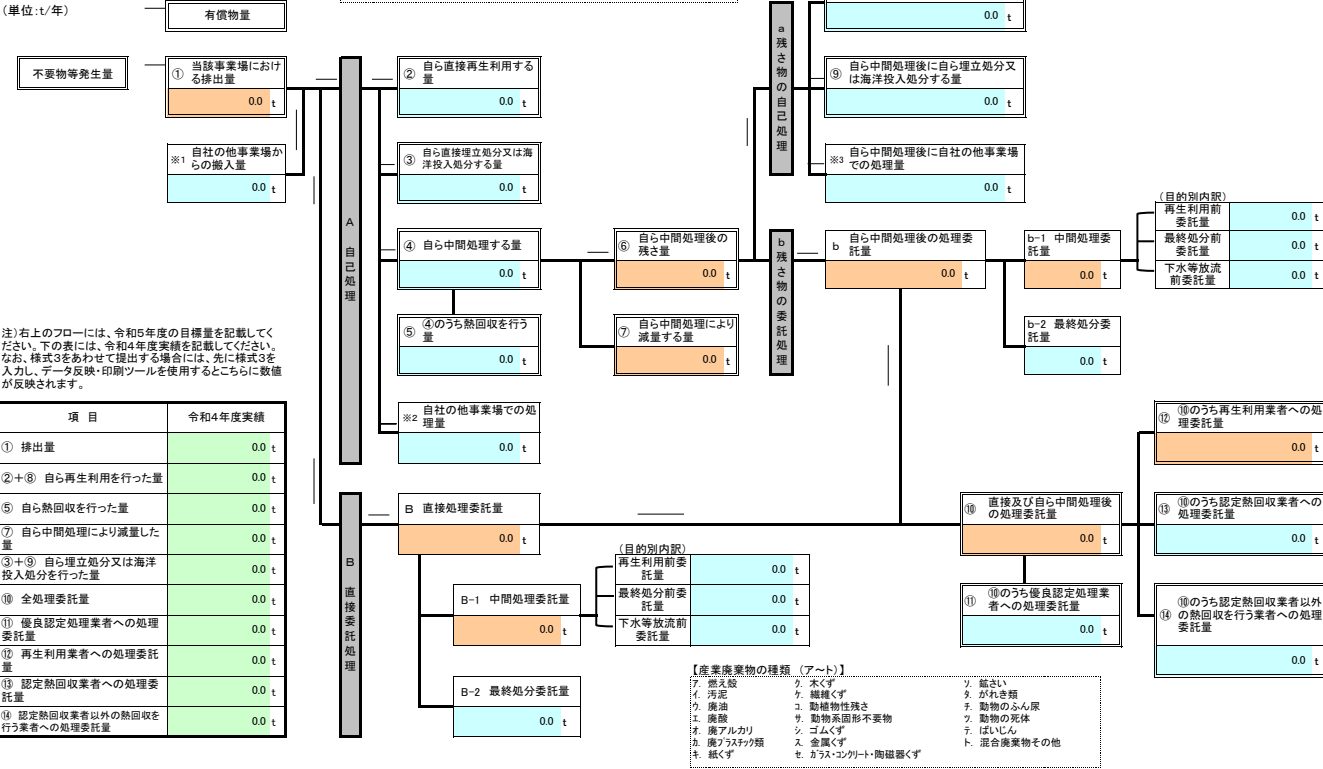 (単位:t/年)
有償物量
不要物等発生量
① 当該事業場におけ
る排出量
0.0 t
※1 自社の他事業場か
らの搬入量
0.0 t
A 自己処理
② 自ら直接再生利用する
量
0.0 t
③ 自ら直接埋立処分又は海
洋投入処分する量
0.0 t
④ 自ら中間処理する量
0.0 t
⑤ ④のうち熱回収を行う
量
0.0 t
※2 自社の他事業場での処
理量
0.0 t
⑥ 自ら中間処理後の
残さ量
0.0 t
⑦ 自ら中間処理により
減量する量
0.0 t
a 残さ物の自己処理
0.0 t
⑨ 自ら中間処理後に自ら埋立処分又
は海洋投入処分する量
0.0 t
※3 自ら中間処理後に自社の他事業場
での処理量
0.0 t
b 残さ物の委託処理
b 自ら中間処理後の処理委
託量
0.0 t
b-1 中間処理委
託量
0.0 t
(目的別内訳)
再生利用前
委託量
0.0 t
最終処分前
委託量
0.0 t
下水等放流
前委託量
0.0 t
b-2 最終処分委
託量
0.0 t
注)右上のフローには、令和5年度の目標量を記載してく
ださい。下の表には、令和4年度実績を記載してください。
なお、様式3をあわせて提出する場合には、先に様式3を
入力し、データ反映・印刷ツールを使用するとこちらに数値
が反映されます。
項 目 令和4年度実績
① 排出量 0.0 t
②+⑧ 自ら再生利用を行った量 0.0 t
⑤ 自ら熱回収を行った量 0.0 t
⑦ 自ら中間処理により減量した
量 0.0 t
③+⑨ 自ら埋立処分又は海洋
投入処分を行った量 0.0 t
⑩ 全処理委託量 0.0 t
⑪ 優良認定処理業者への処理
委託量 0.0 t
⑫ 再生利用業者への処理委託
量 0.0 t
⑬ 認定熱回収業者への処理委
託量 0.0 t
⑭ 認定熱回収業者以外の熱回収を
行う業者への処理委託量 0.0 t
B 直接委託処理
B 直接処理委託量
0.0 t
B-1 中間処理委託量
0.0 t
(目的別内訳)
再生利用前委
託量
0.0 t
最終処分前委
託量
0.0 t
下水等放流前
委託量
0.0 t
B-2 最終処分委託量
0.0 t
⑩ 直接及び自ら中間処理後
の処理委託量
0.0 t
⑪ ⑩のうち優良認定処理業
者への処理委託量
0.0 t
⑫ ⑩のうち再生利用業者への処
理委託量
0.0 t
⑬ ⑩のうち認定熱回収業者への
処理委託量
0.0 t
⑭ ⑩のうち認定熱回収業者以外
の熱回収を行う業者への処理
委託量
0.0 t
【産業廃棄物の種類 (ア~ト)】
ア. 燃え殻 ク. 木くず ソ. 鉱さい
イ. 汚泥 ケ. 繊維くず タ. がれき類
ウ. 廃油 コ. 動植物性残さ チ. 動物のふん尿
エ. 廃酸 サ. 動物系固形不要物 ツ. 動物の死体
オ. 廃アルカリ シ. ゴムくず テ. ばいじん
カ. 廃プラスチック類 ス. 金属くず ト. 混合廃棄物その他
キ. 紙くず セ. ガラス・コンクリート・陶磁器くず